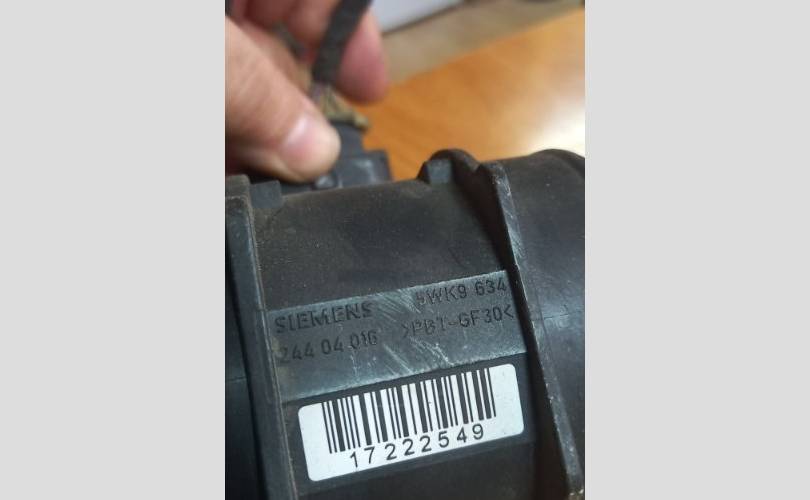 SIEMENS 5WK9 634
244 04 016 >PBT-GF30<
17222549